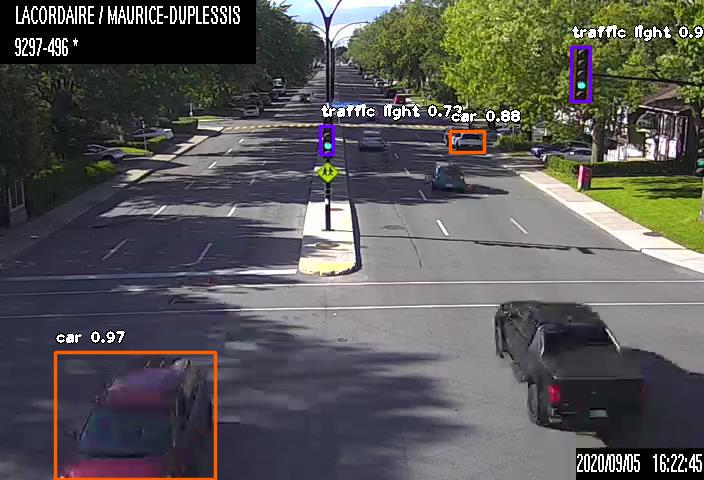 LACORDAIRE / MAURICE-DUPLESSIS
9297-496 *
traffic light 0.9
traffic light 0.72
car 0.88
car 0.97
2020/09/05 16:22:45